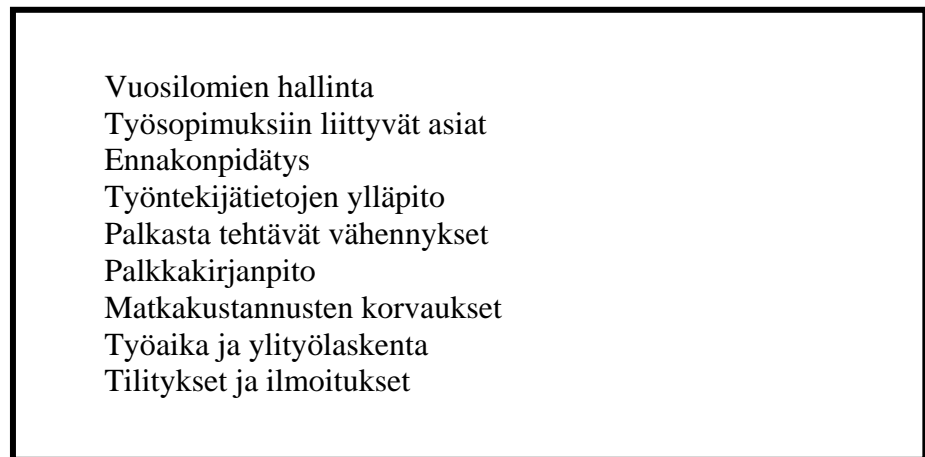 Vuosilomien hallinta
Työsopimuksiin liittyvät asiat
Ennakonpidätys
Työntekijätietojen ylläpito
Palkasta tehtävät vähennykset
Palkkakirjanpito
Matkakustannusten korvaukset
Työaika ja ylityölaskenta
Tilitykset ja ilmoitukset